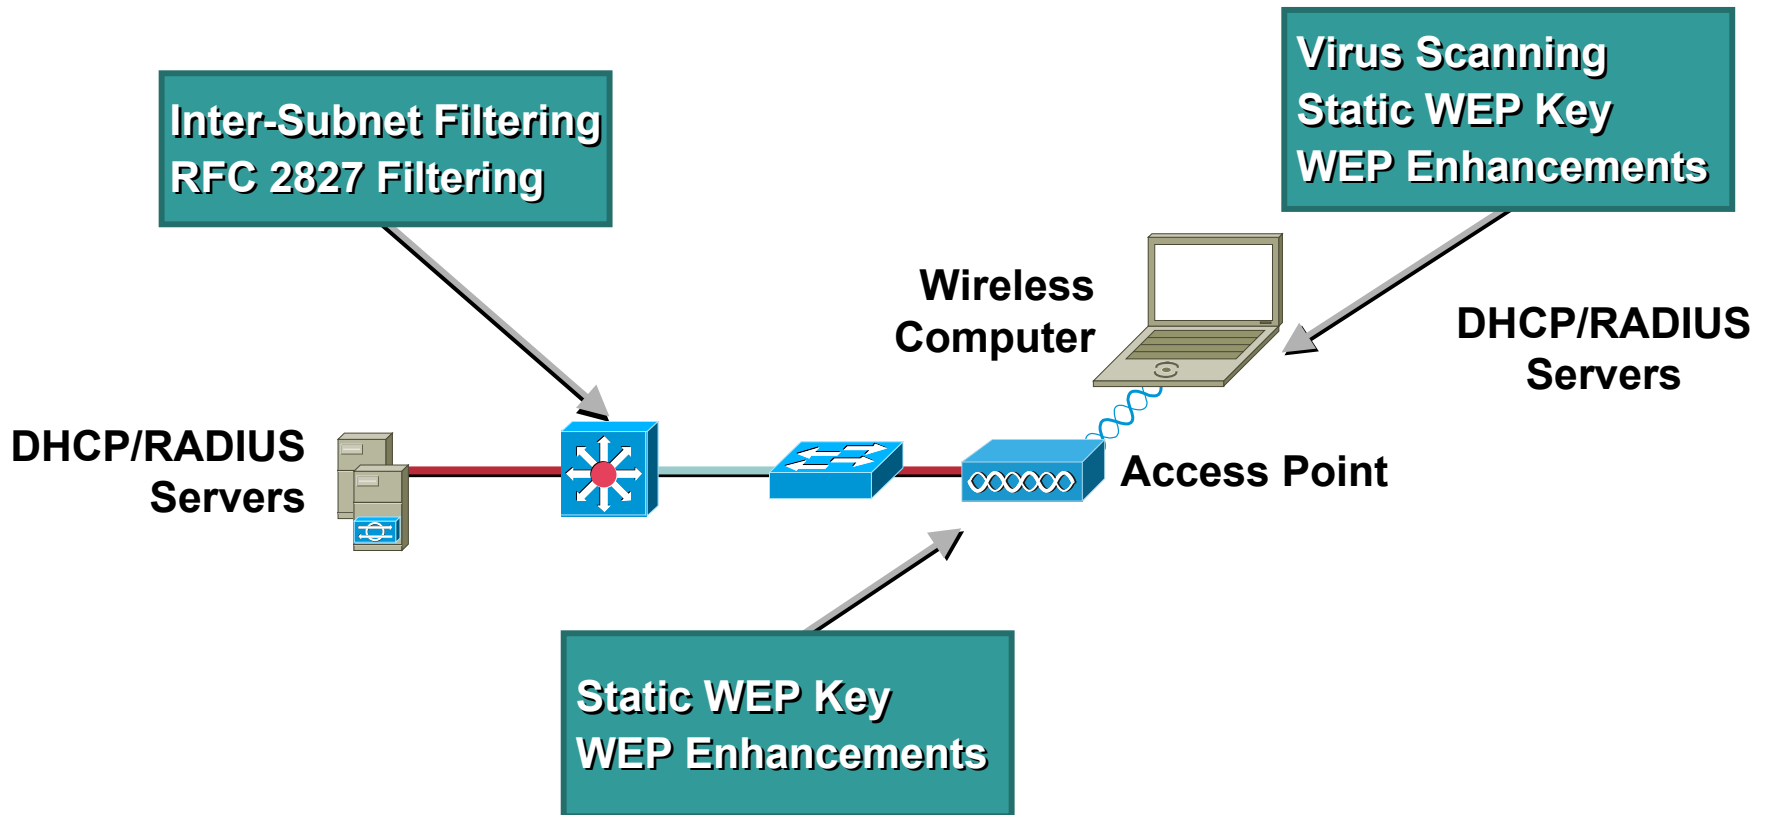 Virus Scanning
Static WEP Key
WEP Enhancements
Inter-Subnet Filtering
RFC 2827 Filtering
Wireless
Computer
DHCP/RADIUS
Servers
DHCP/RADIUS
Servers
Access Point
Static WEP Key
WEP Enhancements